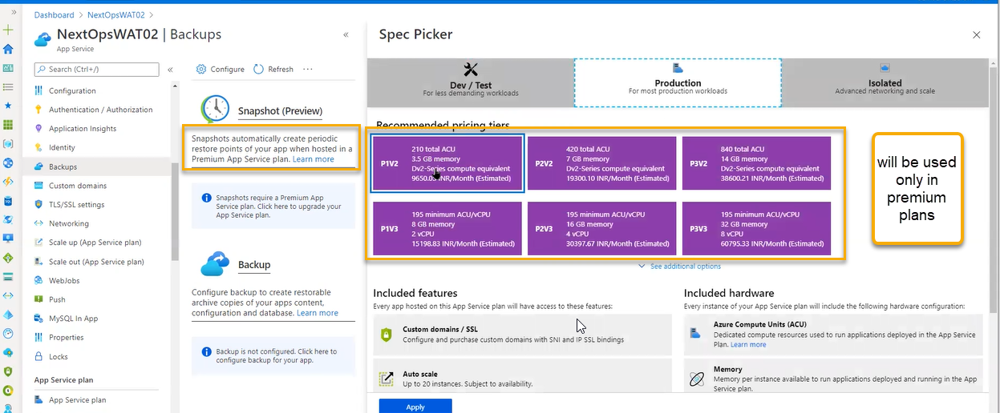 Dashboard > NextOpsWAT02 >
NextOpsWAT02 | Backups
App Service
Search (Ctrl+/)
Configuration
Authentication / Authorization
Application Insights
Identity
Backups
Custom domains
TLS/SSL settings
Networking
Scale up (App Service plan)
Scale out (App Service plan)
WebJobs
Push
MySQL In App
Properties
Locks
App Service plan
App Service plan
Configure
Refresh
Snapshot (Preview)
Snapshots automatically create periodic
restore points of your app when hosted in a
Premium App Service plan. Learn more
Snapshots require a Premium App
Service plan. Click here to upgrade your
App Service plan.
Backup
Configure backup to create restorable
archive copies of your apps content,
configuration and database. Learn more
Backup is not configured. Click here to
configure backup for your app.
Spec Picker
Dev / Test
For less demanding workloads
Production
For most production workloads
Isolated
Advanced networking and scale
Recommended pricing tiers
P1V2
210 total ACU
3.5 GB memory
Dv2-Series compute equivalent
INR/Month (Estimated)
P2V2
420 total ACU
7 GB memory
Dv2-Series compute equivalent
19300.10 INR/Month (Estimated)
P3V2
840 total ACU
14 GB memory
Dv2-Series compute equivalent
38600.21 INR/Month (Estimated)
P1V3
195 minimum ACU/vCPU
8 GB memory
2 vCPU
15198.83 INR/Month (Estimated)
P2V3
195 minimum ACU/vCPU
16 GB memory
4 vCPU
30397.67 INR/Month (Estimated)
P3V3
195 minimum ACU/vCPU
32 GB memory
8 vCPU
60795.33 INR/Month (Estimated)
See additional options
will be used
only in
premium
plans
Included features
Every app hosted on this App Service plan will have access to these features:
Custom domains / SSL
Configure and purchase custom domains with SNI and IP SSL bindings
Auto scale
Up to 20 instances. Subject to availability.
Included hardware
Every instance of your App Service plan will include the following hardware configuration:
Azure Compute Units (ACU)
Dedicated compute resources used to run applications deployed in the App Service
Plan. Learn more
Memory
Memory per instance available to run applications deployed and running in the App
Service plan.
Apply